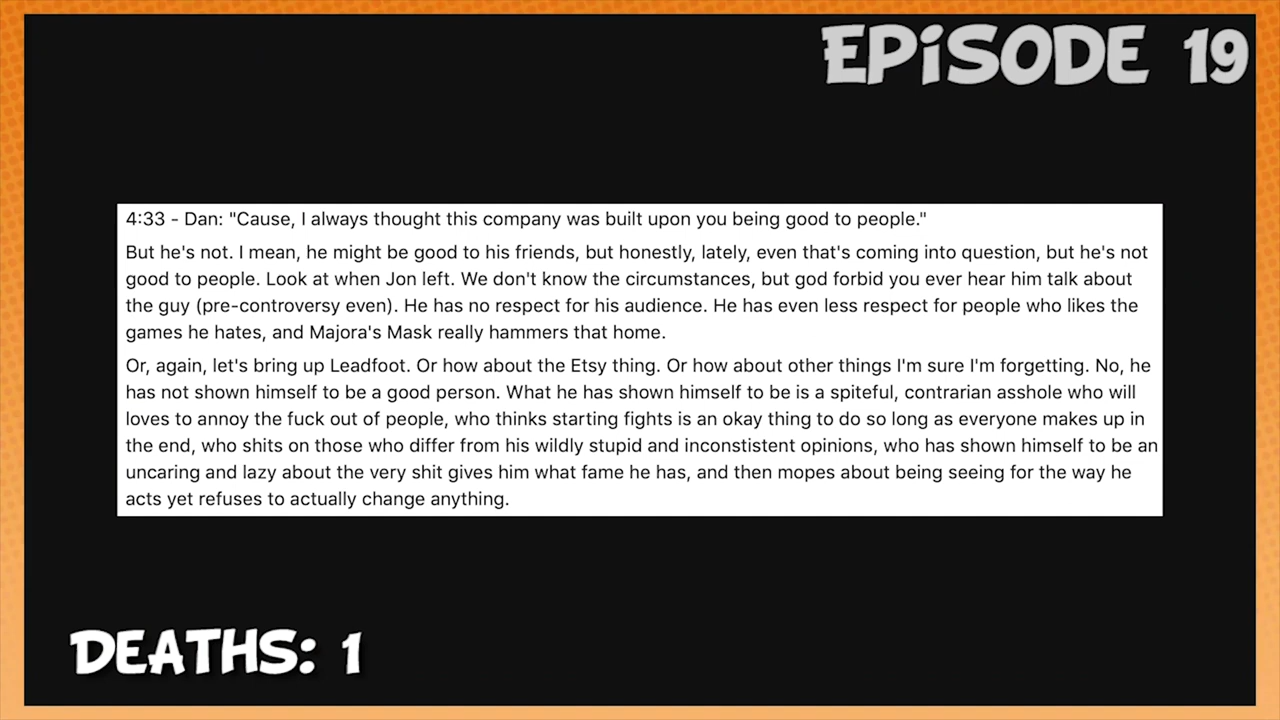 EPISODE 19
4:33 - Dan: "Cause, I always thought this company was built upon you being good to people."
But he's not. I mean, he might be good to his friends, but honestly, lately, even that's coming into question, but he's not
good to people. Look at when Jon left. We don't know the circumstances, but god forbid you ever hear him talk about
the guy (pre-controversy even). He has no respect for his audience. He has even less respect for people who likes the
games he hates, and Majora's Mask really hammers that home.
Or, again, let's bring up Leadfoot. Or how about the Etsy thing. Or how about other things I'm sure I'm forgetting. No, he
has not shown himself to be a good person. What he has shown himself to be is a spiteful, contrarian asshole who will
loves to annoy the fuck out of people, who thinks starting fights is an okay thing to do so long as everyone makes up in
the end, who shits on those who differ from his wildly stupid and inconstistent opinions, who has shown himself to be an
uncaring and lazy about the very shit gives him what fame he has, and then mopes about being seeing for the way he
acts yet refuses to actually change anything.
DEATHS: 1